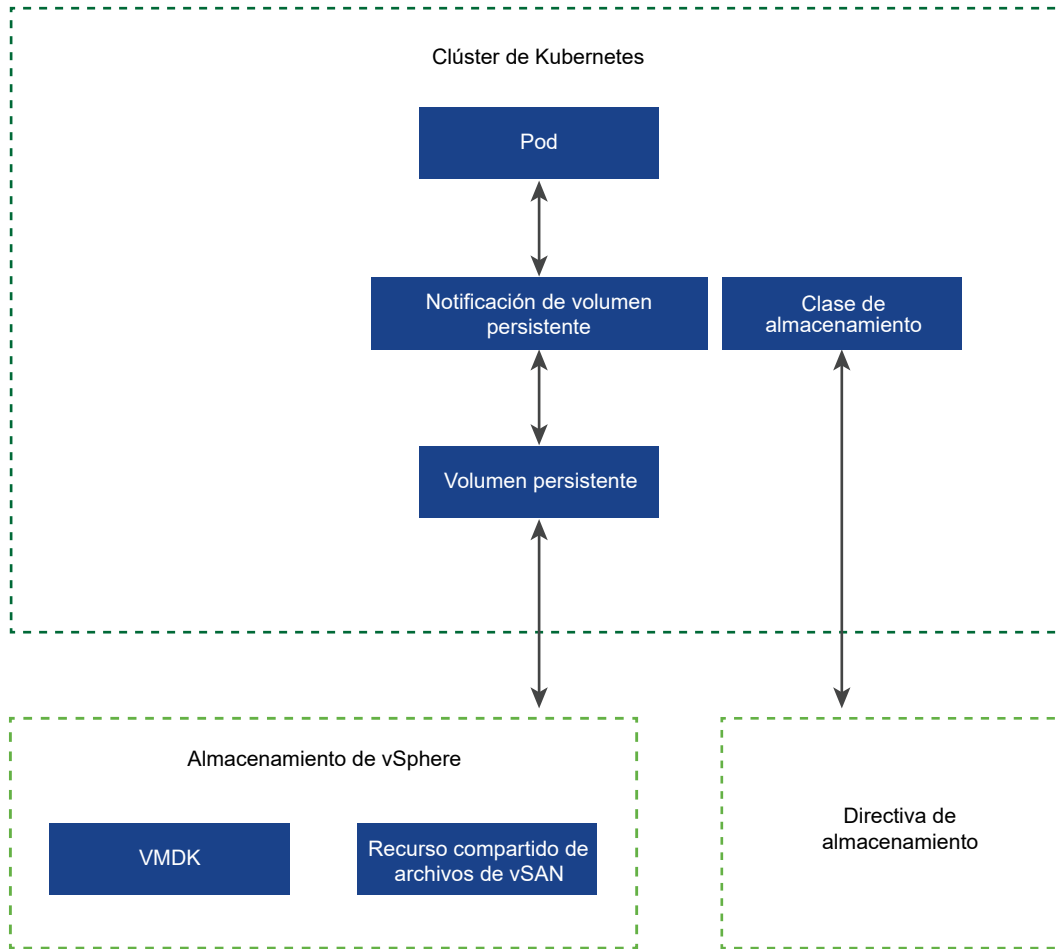 Clúster de Kubernetes
Pod
Notificación de volumen
persistente
Clase de
almacenamiento
Volumen persistente
Almacenamiento de vSphere
VMDK
Recurso compartido de
archivos de vSAN
Directiva de
almacenamiento